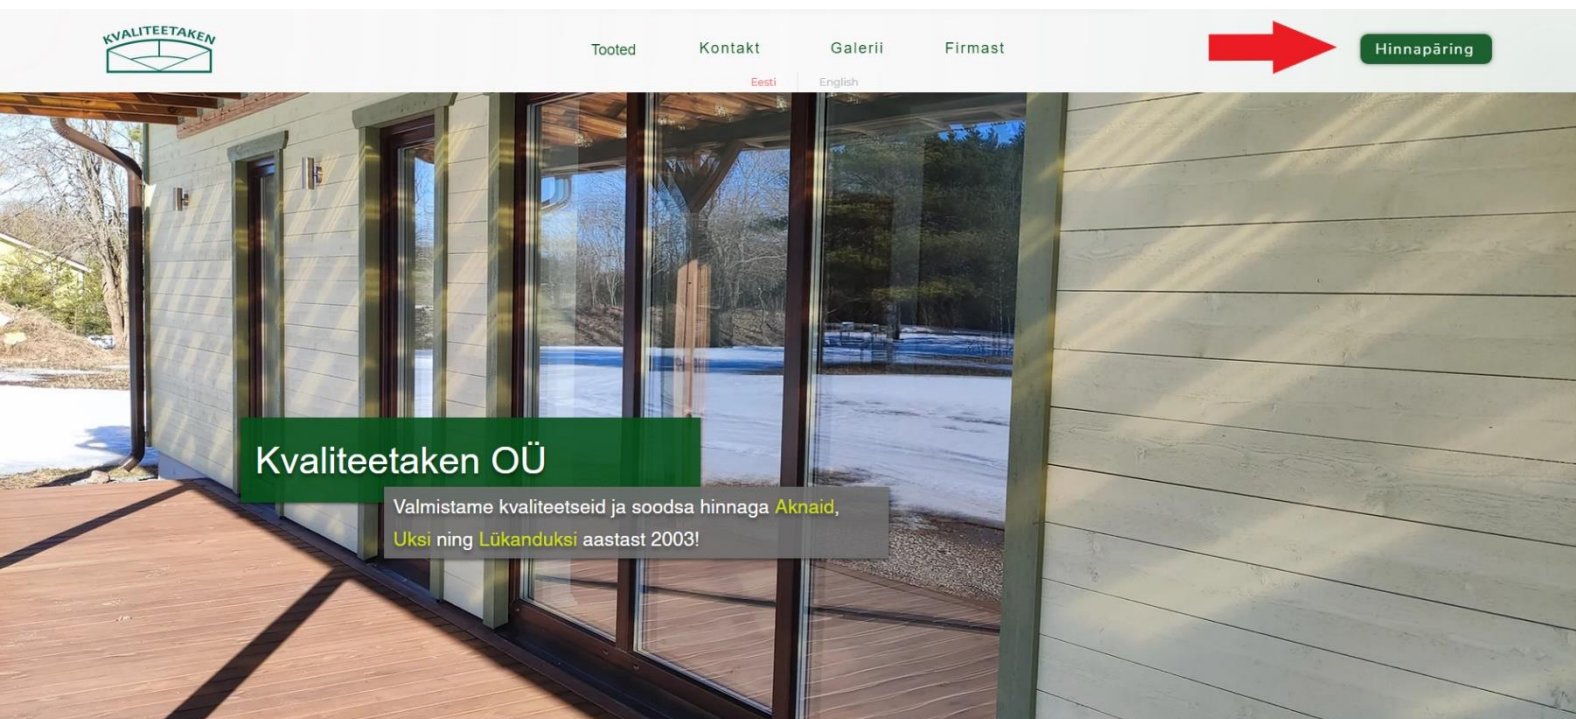 KVALITEETAKEN
Tooted Kontakt Galerii Firmast Hinnapäring
Eesti English
Kvaliteetaken OÜ
Valmistame kvaliteetseid ja soodsa hinnaga Aknaid,
Uksi ning Lükanduksi aastast 2003!